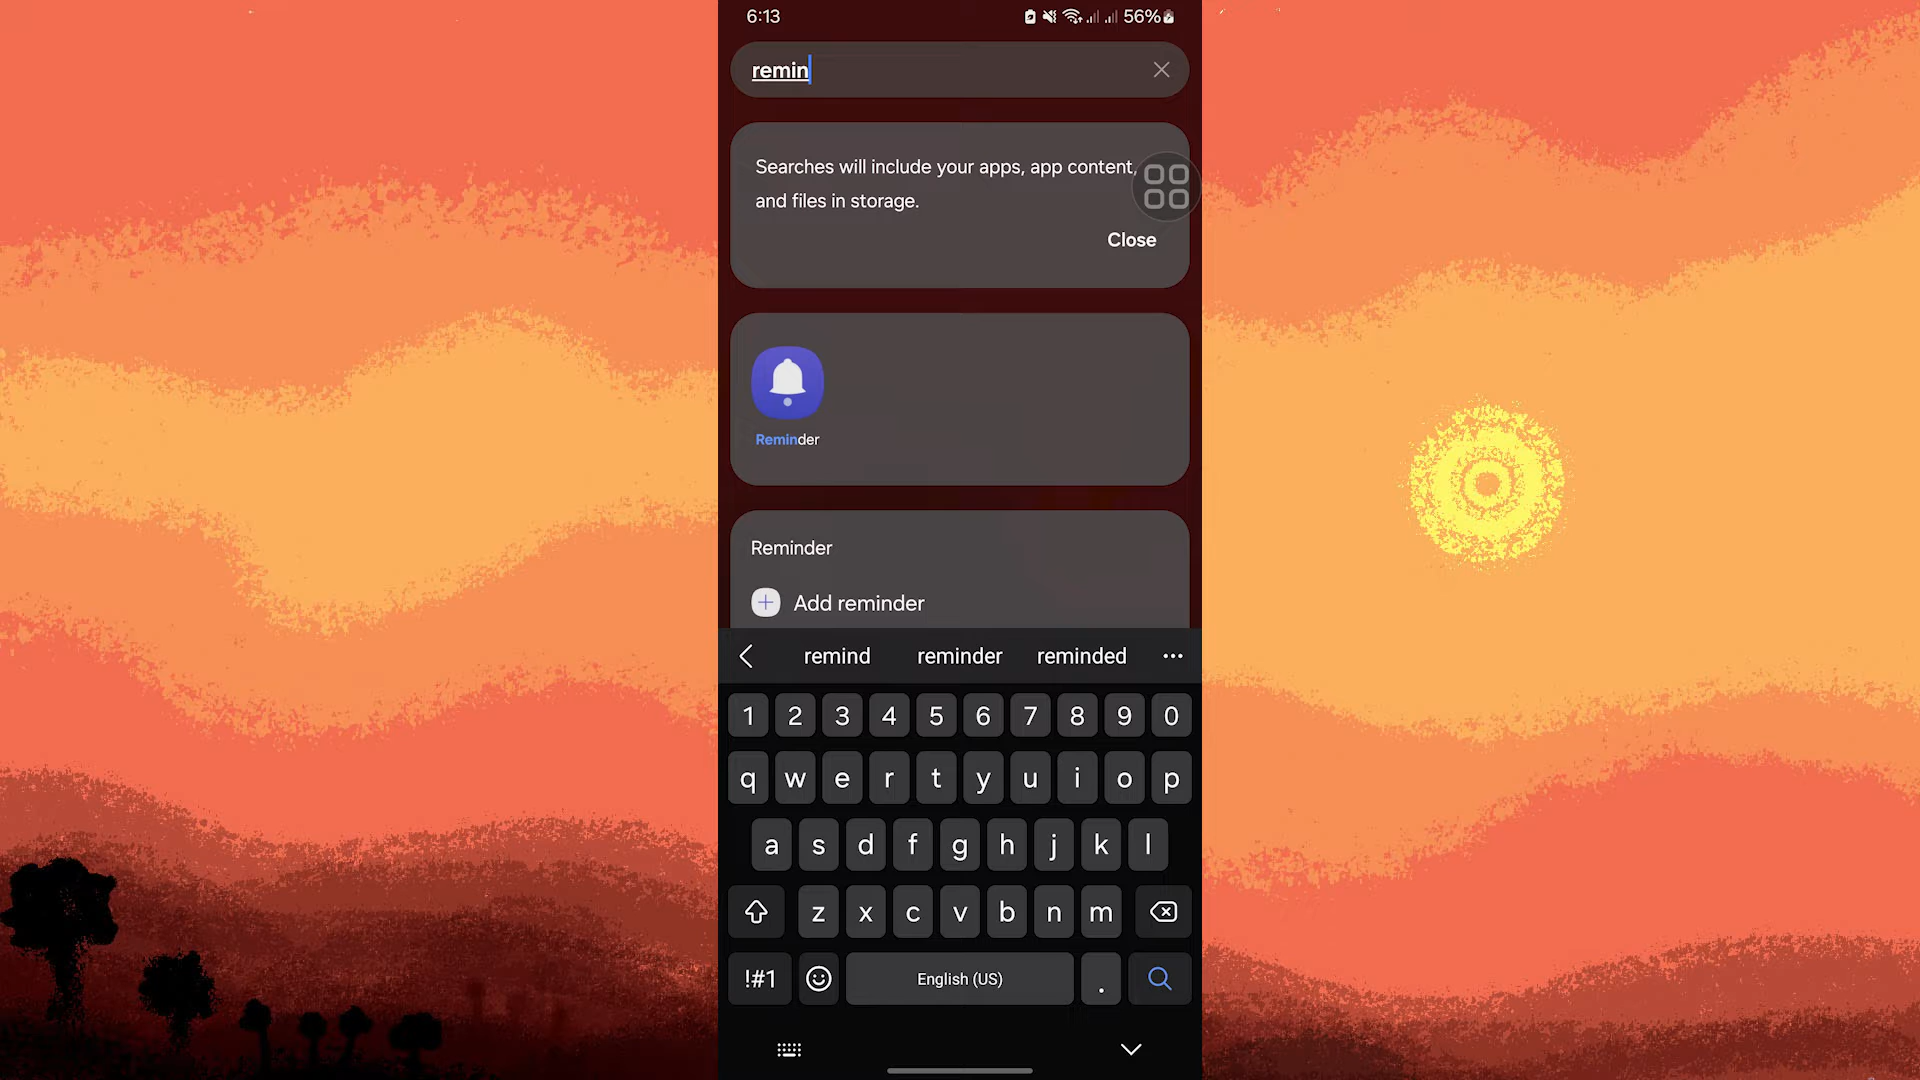 6:13
56%
remin
Searches will include your apps, app content,
and files in storage.
Close
Reminder
Reminder
Add reminder
remind reminder reminded
1 2 3 4 5 6 7 8 9 0
q w e r t y u i o p
a s d f g h j k l
z x c v b n m
!#1 English (US) .